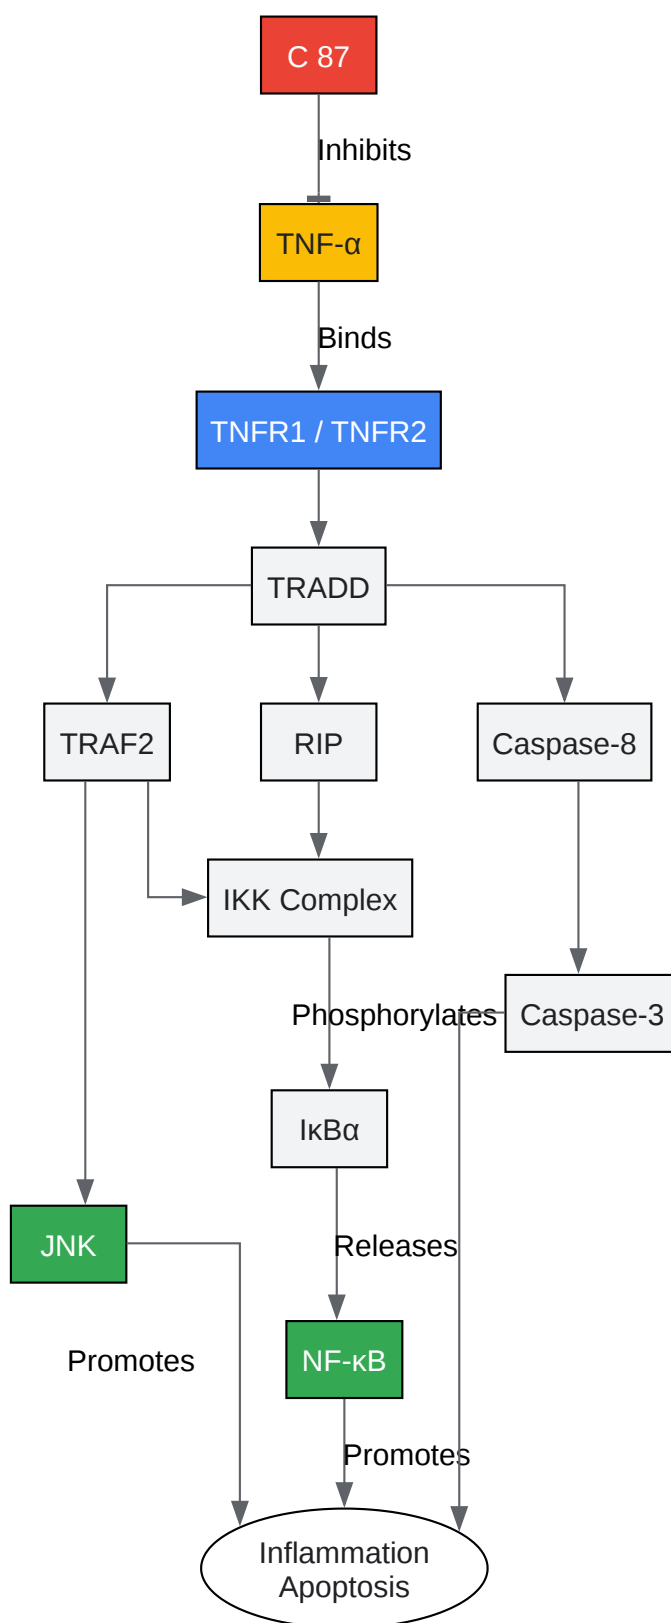 C 87
Inhibits
TNF-α
Binds
TNFR1 / TNFR2
TRADD
TRAF2
RIP
Caspase-8
IKK Complex
Phosphorylates
Caspase-3
IκBα
JNK
Releases
Promotes
NF-κB
Promotes
Inflammation
Apoptosis